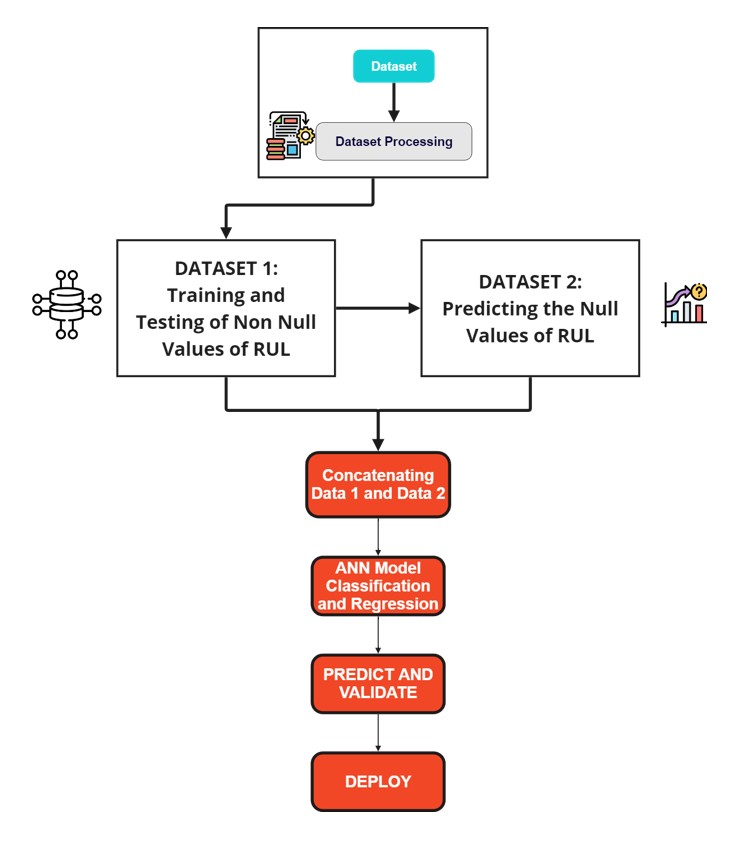 Dataset
Dataset Processing
DATASET 1:
Training and
Testing of Non Null
Values of RUL
DATASET 2:
Predicting the Null
Values of RUL
?
Concatenating
Data 1 and Data 2
ANN Model
Classification
and Regression
PREDICT AND
VALIDATE
DEPLOY